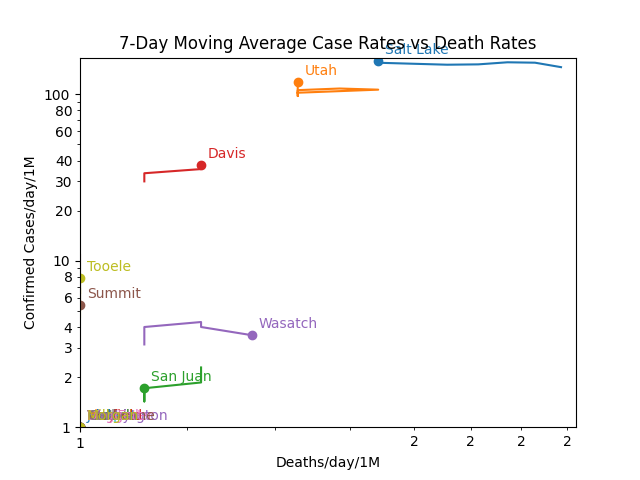 7-Day Moving Average Case Rates vs Death Rates
Salt Lake
Utah
Davis
Tooele
Summit
Wasatch
San Juan
Confirmed Cases/day/1M
100
80
60
40
30
20
10
8
6
4
3
2
1
1
2
2
2
2
Deaths/day/1M